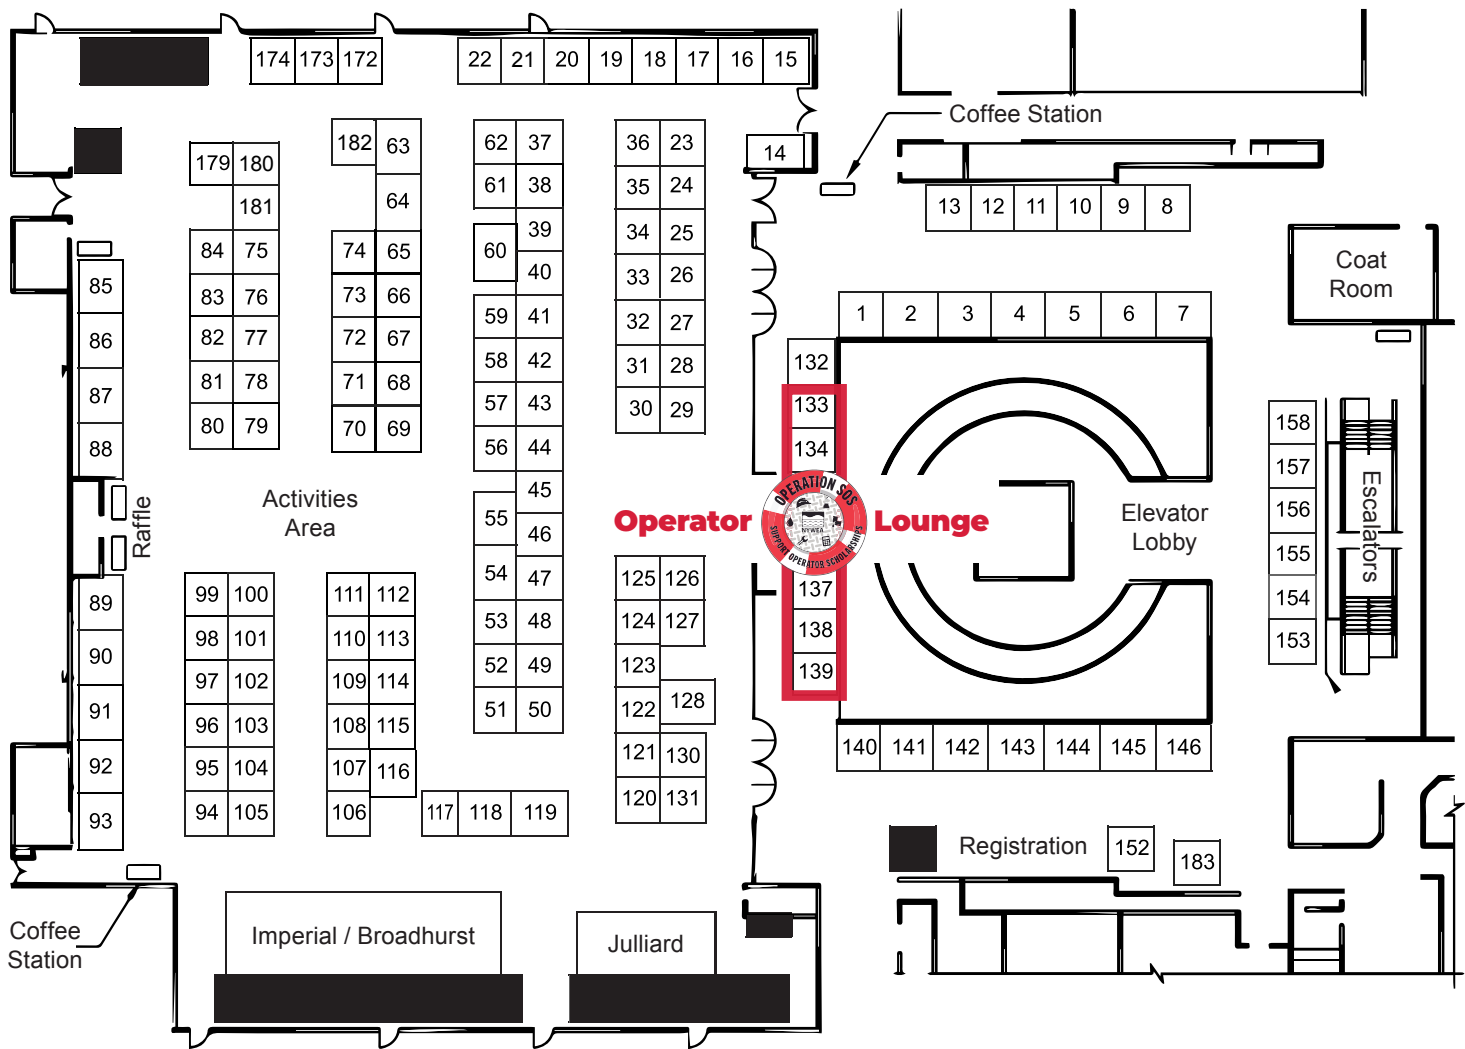 174 173 172 22 21 20 19 18 17 16 15
Coffee Station
182 63 62 37 36 23 14
179 180 61 38 35 24
181 64 39 34 25
13 12 11 10 9 8
84 75 74 65 60 40 33 26
Coat
Room
85 83 76 73 66 59 41 32 27
1 2 3 4 5 6 7
86 82 77 72 67 58 42 31 28 132
87 81 78 71 68 57 43 30 29 133
88 80 79 70 69 56 44 134
158
157
156
155
154
153
Escalators
Raffle
Activities
Area
45
55 46
54 47
53 48
52 49
51 50
Operator
OPERATION SOS
NYWEA
SUPPORT OPERATOR SCHOLARSHIPS
Lounge
Elevator
Lobby
125 126 137
124 127 138
123 139
122 128
121 130
120 131
89
90
91
92
93
99 100 111 112
98 101 110 113
97 102 109 114
96 103 108 115
95 104 107 116
94 105 106
117 118 119
140 141 142 143 144 145 146
Registration
152
183
Coffee
Station
Imperial / Broadhurst
Julliard